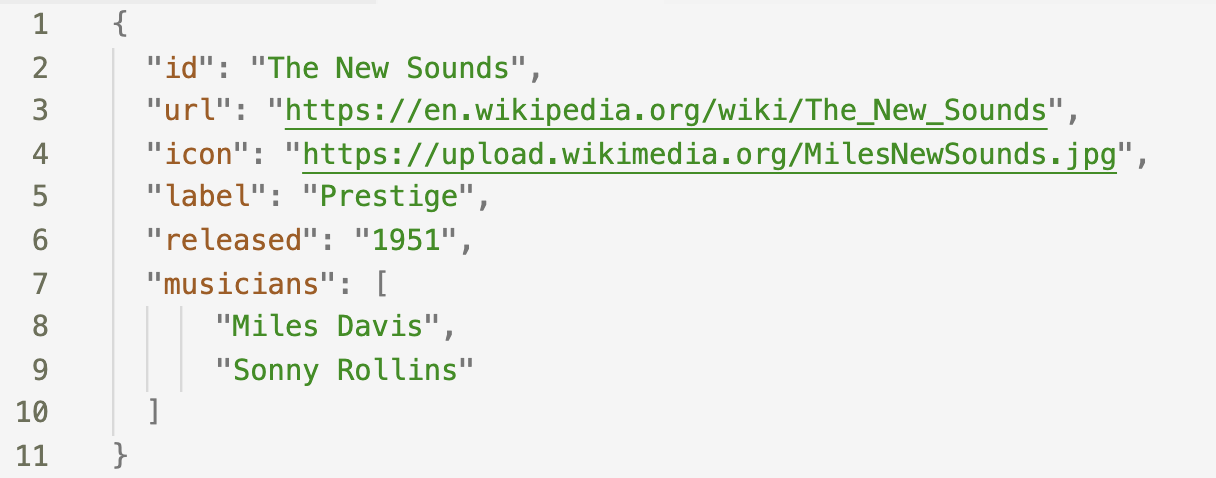 1 {
2 "id": "The New Sounds",
3 "url": "https://en.wikipedia.org/wiki/The_New_Sounds",
4 "icon": "https://upload.wikimedia.org/MilesNewSounds.jpg",
5 "label": "Prestige",
6 "released": "1951",
7 "musicians": [
8 "Miles Davis",
9 "Sonny Rollins"
10 ]
11 }